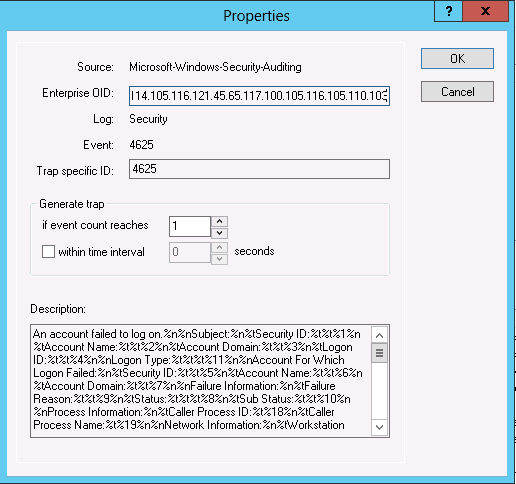 Properties
?
X
Source: Microsoft-Windows-Security-Auditing
OK
Enterprise OID: 114.105.116.121.45.65.117.100.105.116.105.110.103
Cancel
Log: Security
Event: 4625
Trap specific ID: 4625
Generate trap
if event count reaches 1
within time interval 0 seconds
Description:
An account failed to log on.%n%nSubject:%n%tSecurity ID:%t%t%1%n
%tAccount Name:%t%t%2%n%tAccount Domain:%t%t%3%n%tLogon
ID:%t%t%4%n%nLogon Type:%t%t%t%11%n%nAccount For Which
Logon Failed:%n%tSecurity ID:%t%t%5%n%tAccount Name:%t%t%6%n
%tAccount Domain:%t%t%7%n%nFailure Information:%n%tFailure
Reason:%t%t%9%n%tStatus:%t%t%t%8%n%tSub Status:%t%t%10%n
%nProcess Information:%n%tCaller Process ID:%t%18%n%tCaller
Process Name:%t%19%n%nNetwork Information:%n%tWorkstation